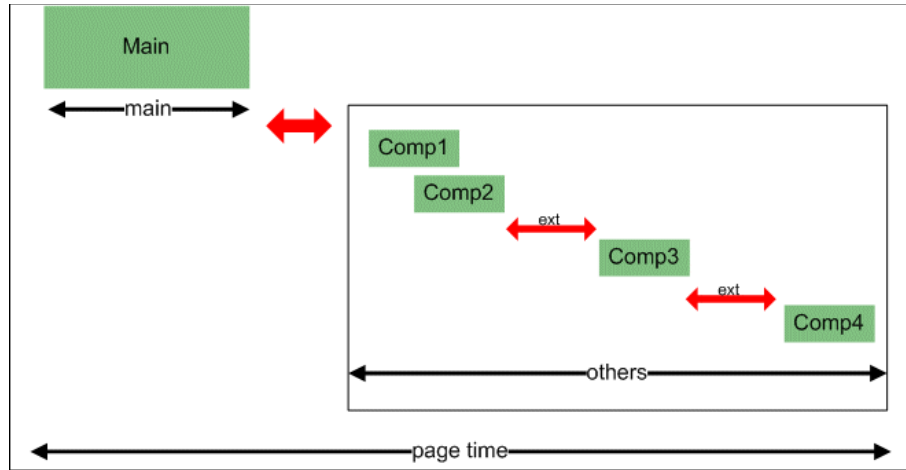 Main
main
Comp1
Comp2
ext
Comp3
ext
Comp4
others
page time